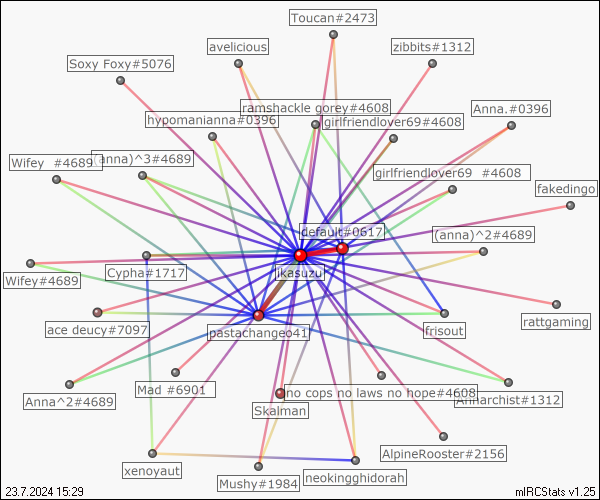 Toucan#2473
avelicious
zibbits#1312
Soxy Foxy#5076
ramshackle gorey#4608
Anna.#0396
hypomanianna#0396
girlfriendlover69#4608
Wifey #4689
(anna)^3#4689
girlfriendlover69 #4608
fakedingo
default#0617
(anna)^2#4689
Cypha#1717
ikasuzu
Wifey#4689
rattgaming
ace deucy#7097
pastachangeo41
frisout
Mad #6901
no cops no laws no hope#4608
Annarchist#1312
Anna^2#4689
Skalman
AlpineRooster#2156
xenoyaut
Mushy#1984
neokingghidorah
23.7.2024 15:29
mIRCStats v1.25